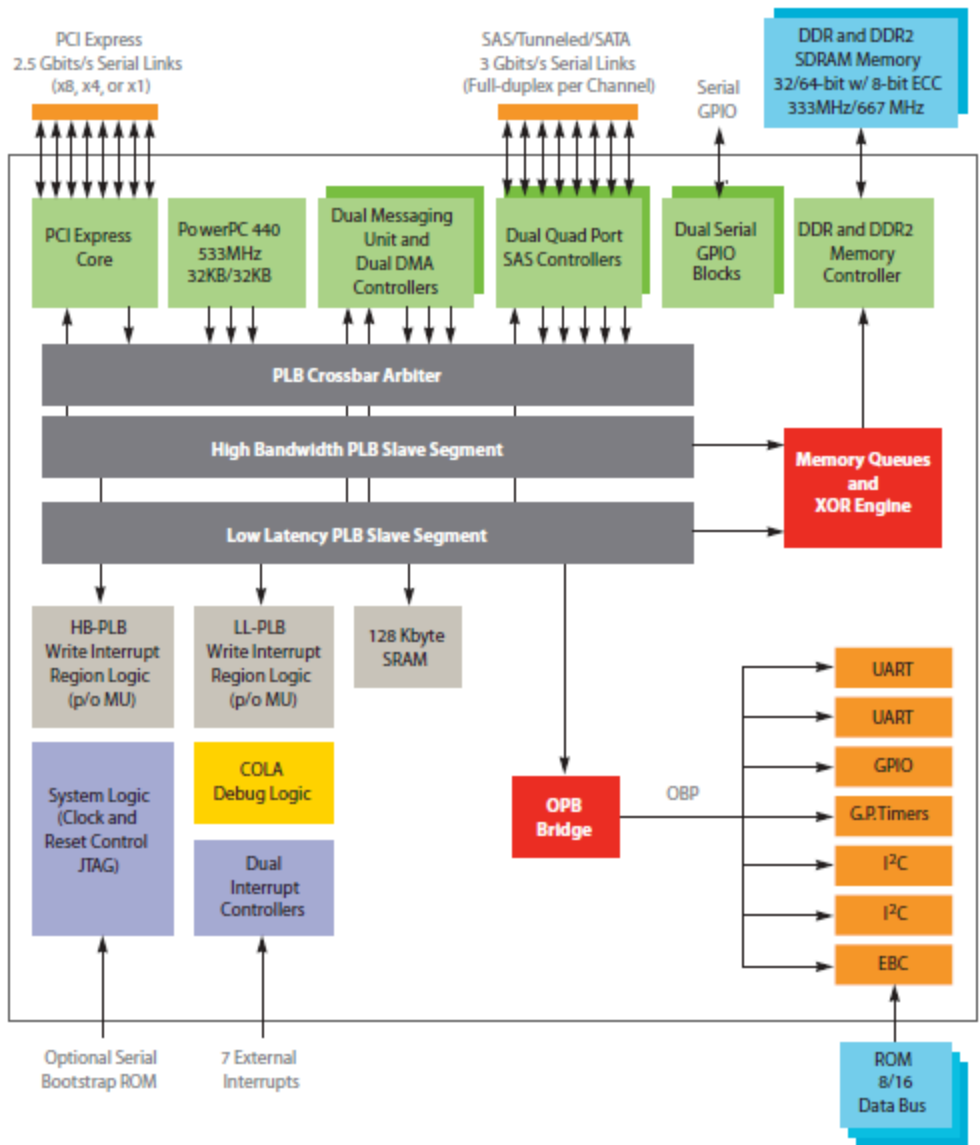 PCI Express
2.5 Gbits/s Serial Links
(x8, x4, or x1)
SAS/Tunneled/SATA
3 Gbits/s Serial Links
(Full-duplex per Channel)
Serial
GPIO
DDR and DDR2
SDRAM Memory
32/64-bit w/ 8-bit ECC
333MHz/667 MHz
PCI Express
Core
PowerPC 440
533MHz
32KB/32KB
Dual Messaging
Unit and
Dual DMA
Controllers
Dual Quad Port
SAS Controllers
Dual Serial
GPIO
Blocks
DDR and DDR2
Memory
Controller
PLB Crossbar Arbiter
High Bandwidth PLB Slave Segment
Low Latency PLB Slave Segment
Memory Queues
and
XOR Engine
HB-PLB
Write Interrupt
Region Logic
(p/o MU)
LL-PLB
Write Interrupt
Region Logic
(p/o MU)
128 Kbyte
SRAM
System Logic
(Clock and
Reset Control
JTAG)
COLA
Debug Logic
Dual
Interrupt
Controllers
OPB
Bridge
OBP
UART
UART
GPIO
G.P.Timers
I²C
I²C
EBC
Optional Serial
Bootstrap ROM
7 External
Interrupts
ROM
8/16
Data Bus